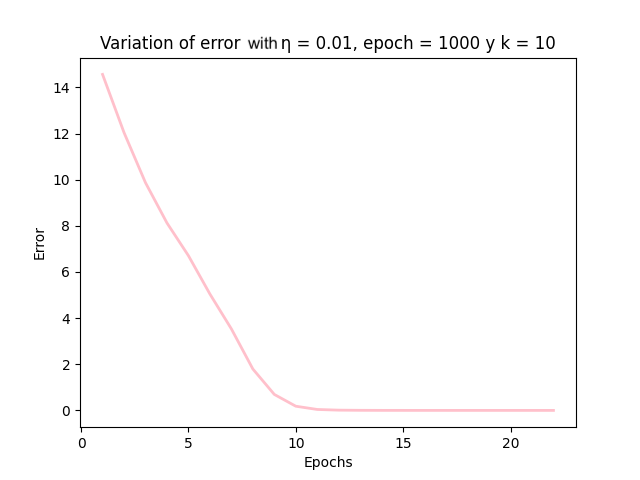 Variation of error with η = 0.01, epoch = 1000 y k = 10
14
12
10
8
6
4
2
0
Error
0 5 10 15 20
Epochs